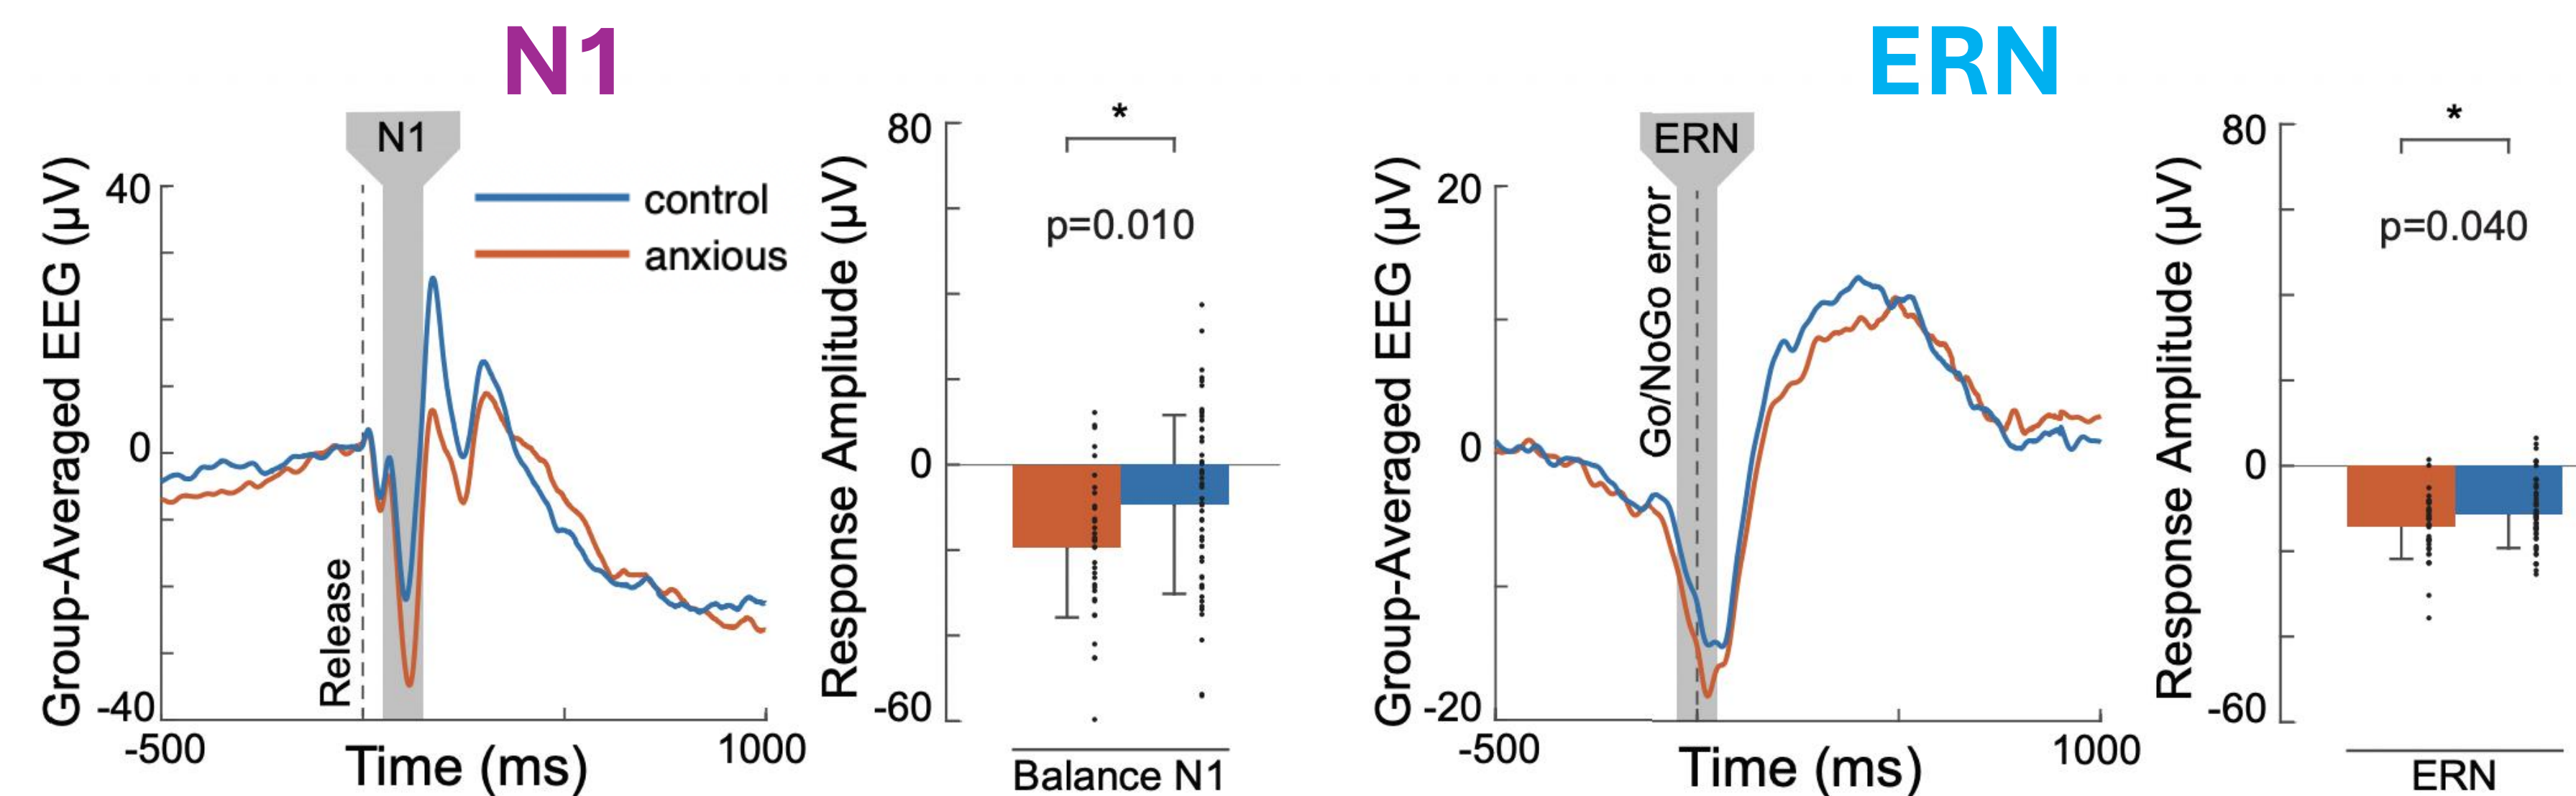 N1
ERN
N1
control
anxious
Group-Averaged EEG (µV)
40
0
-40
Release
-500
1000
Time (ms)
Response Amplitude (µV)
80
0
-60
*
p=0.010
Balance N1
ERN
Go/NoGo error
Group-Averaged EEG (µV)
20
0
-20
-500
1000
Time (ms)
Response Amplitude (µV)
80
0
-60
*
p=0.040
ERN